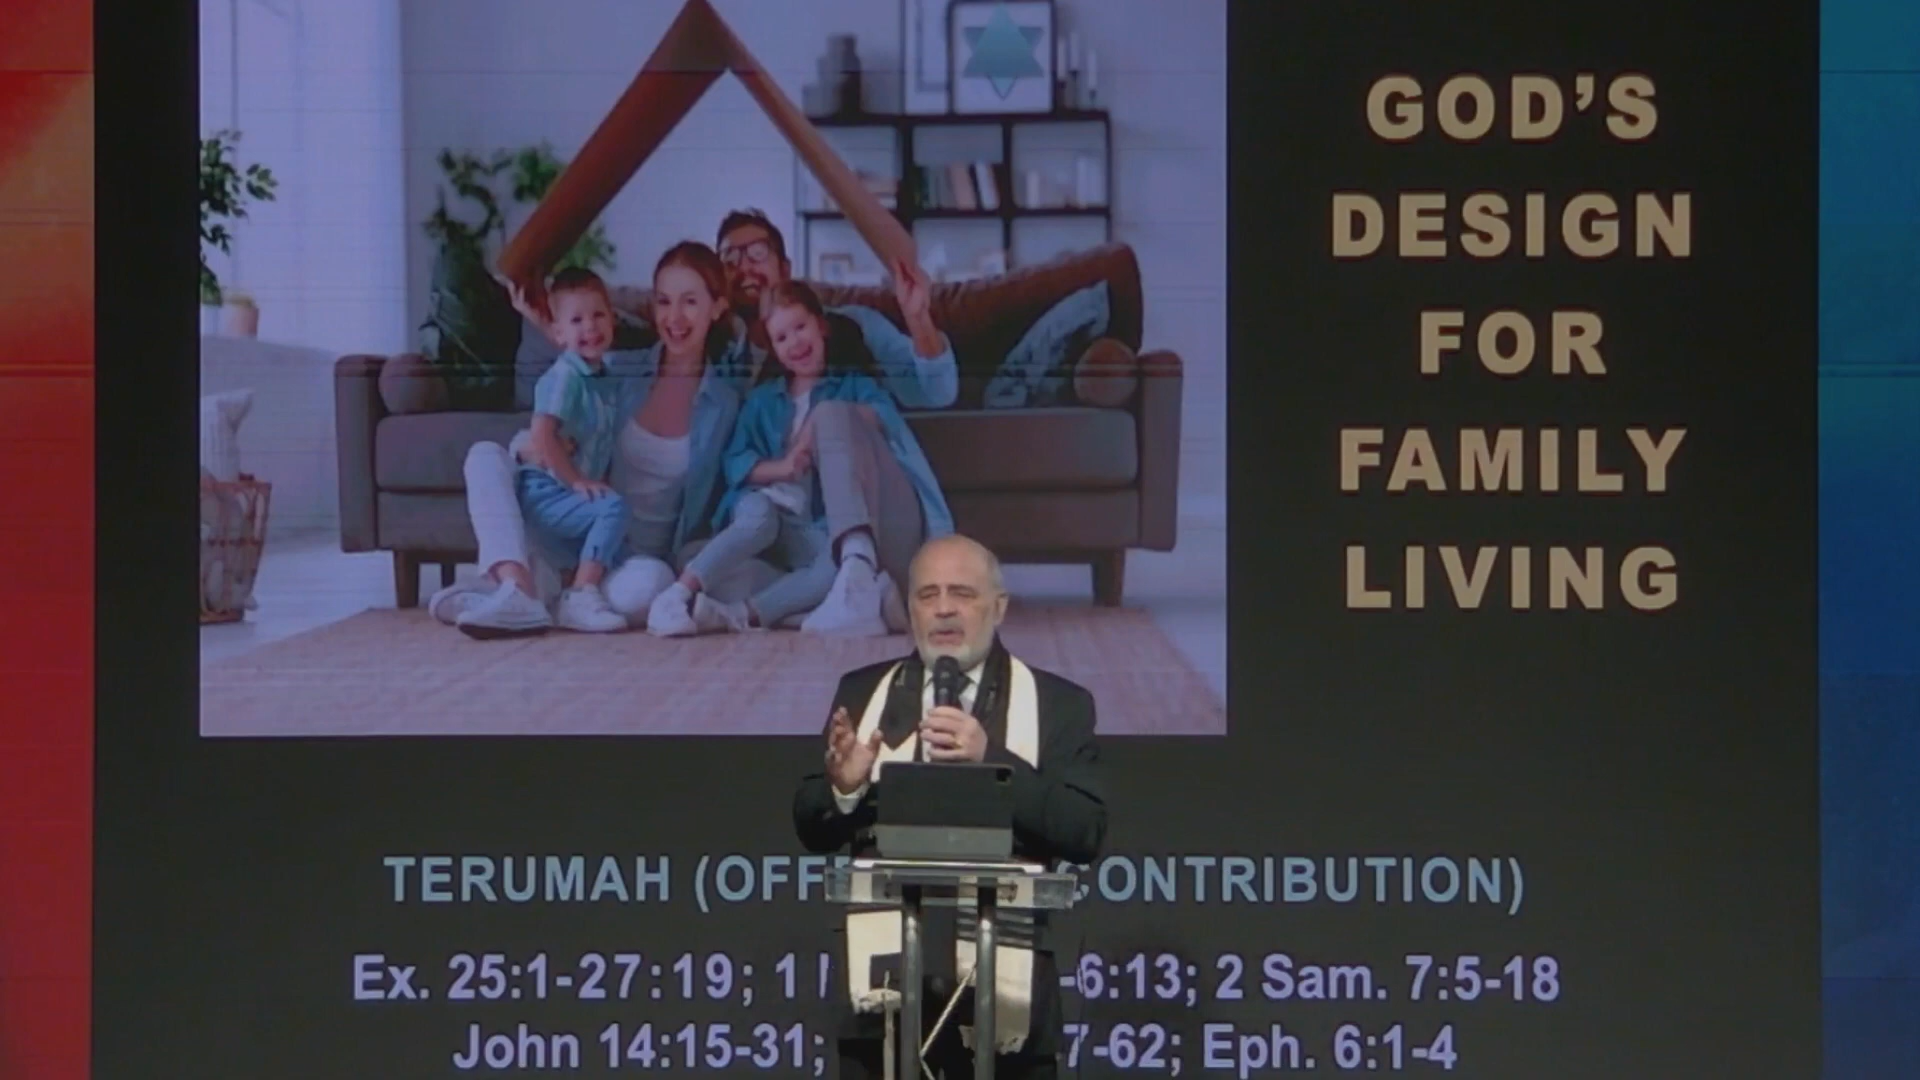 GOD'S
DESIGN
FOR
FAMILY
LIVING
TERUMAH (OFF CONTRIBUTION)
Ex. 25:1-27:19; 1 -6:13; 2 Sam. 7:5-18
John 14:15-31; 7-62; Eph. 6:1-4